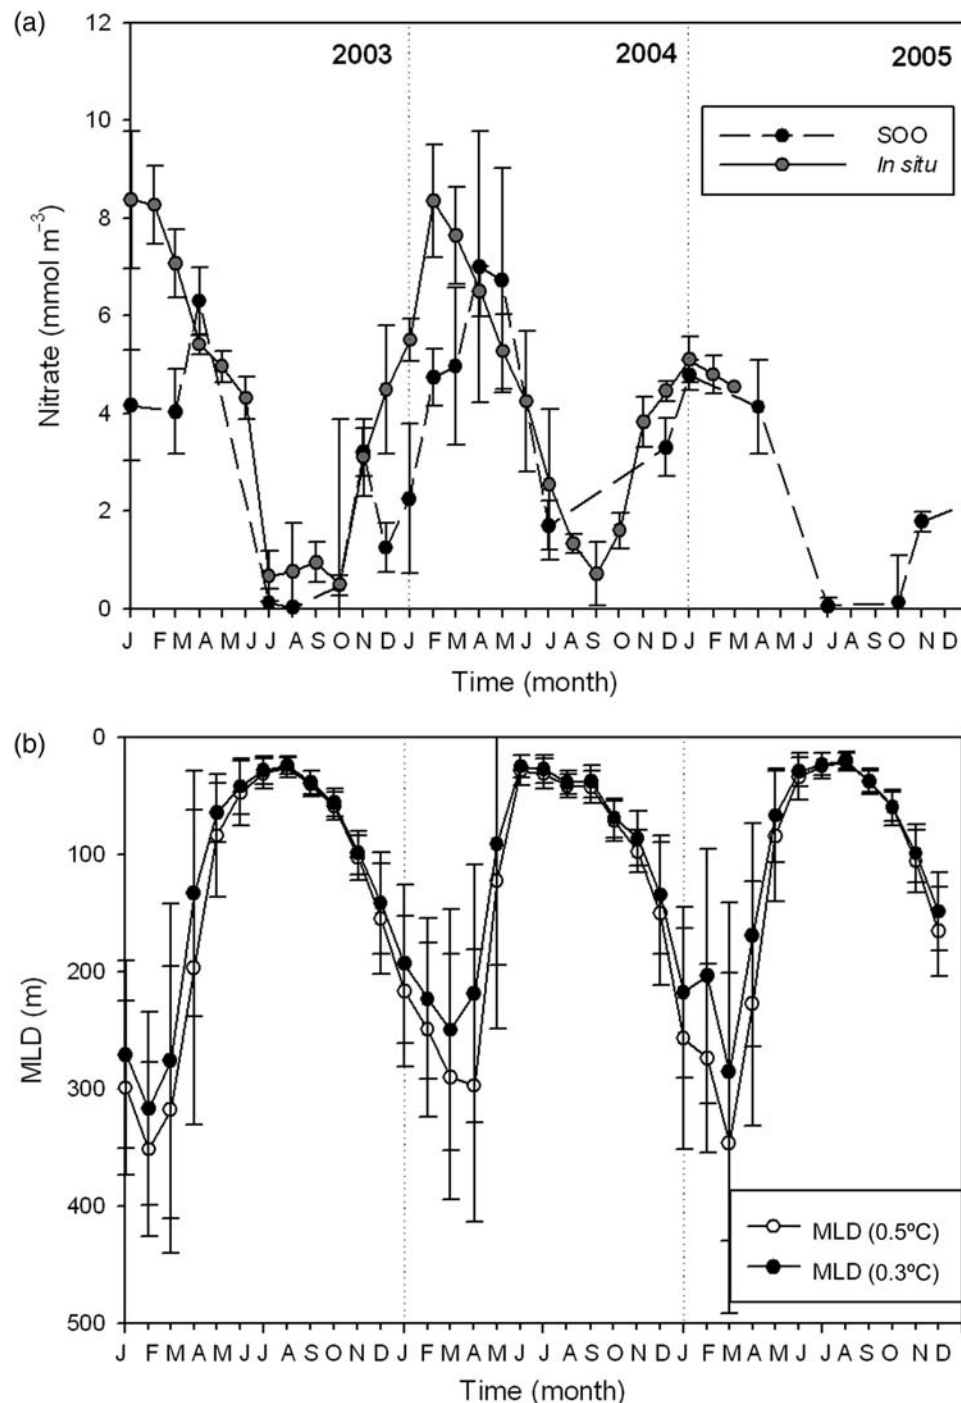 (a)
12
10
8
6
4
2
0
Nitrate (mmol m⁻³)
2003
2004
2005
SOO
In situ
J F M A M J J A S O N D J F M A M J J A S O N D J F M A M J J A S O N D
Time (month)
(b)
0
100
200
300
400
500
MLD (m)
MLD (0.5ºC)
MLD (0.3ºC)
J F M A M J J A S O N D J F M A M J J A S O N D J F M A M J J A S O N D
Time (month)